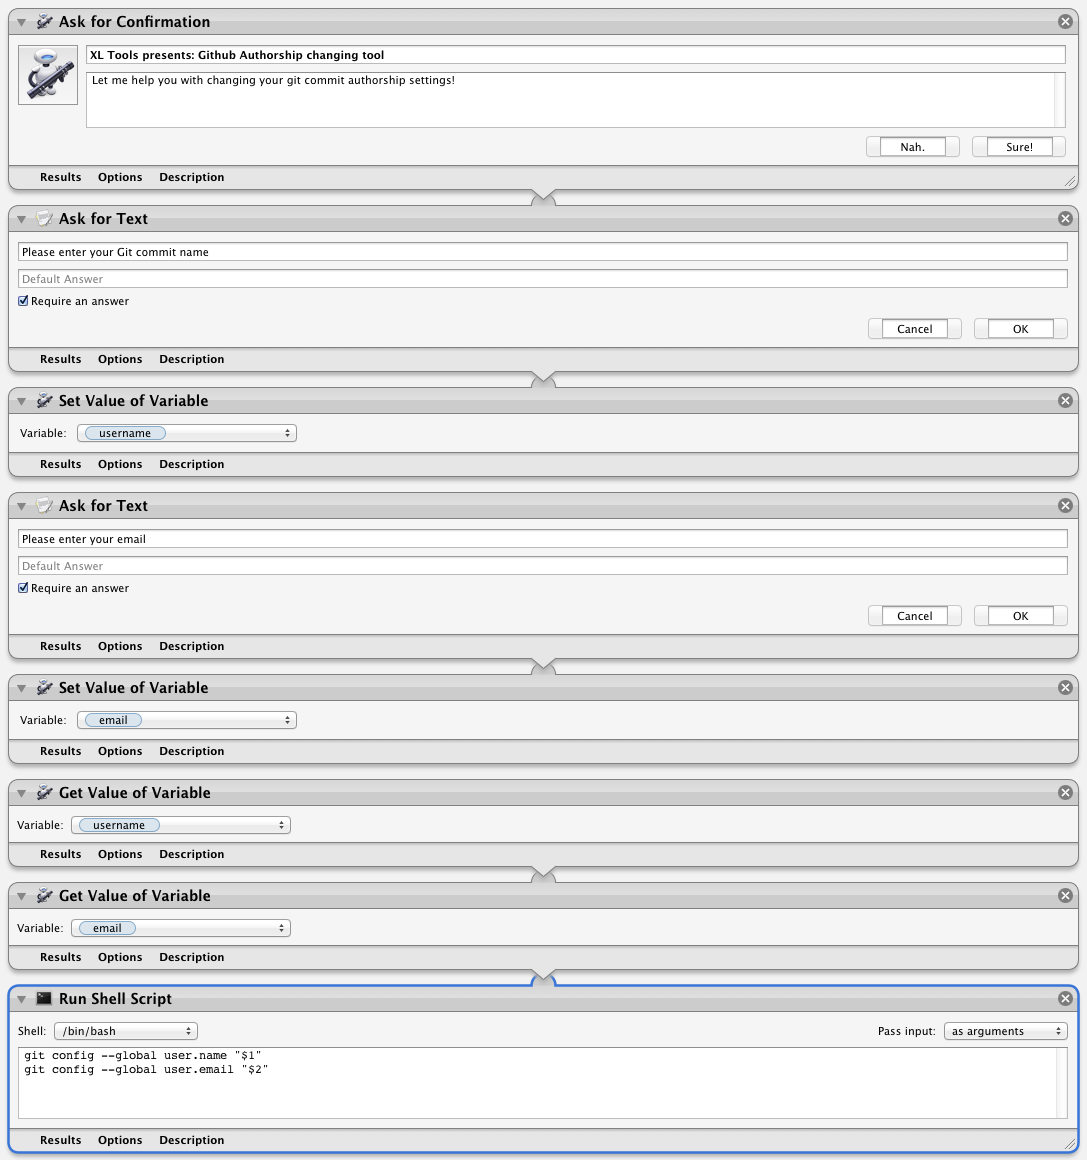 Ask for Confirmation
XL Tools presents: Github Authorship changing tool
Let me help you with changing your git commit authorship settings!
Nah. Sure!
Results Options Description
Ask for Text
Please enter your Git commit name
Default Answer
Require an answer
Cancel OK
Results Options Description
Set Value of Variable
Variable: username
Results Options Description
Ask for Text
Please enter your email
Default Answer
Require an answer
Cancel OK
Results Options Description
Set Value of Variable
Variable: email
Results Options Description
Get Value of Variable
Variable: username
Results Options Description
Get Value of Variable
Variable: email
Results Options Description
Run Shell Script
Shell: /bin/bash Pass input: as arguments
git config --global user.name "$1"
git config --global user.email "$2"
Results Options Description